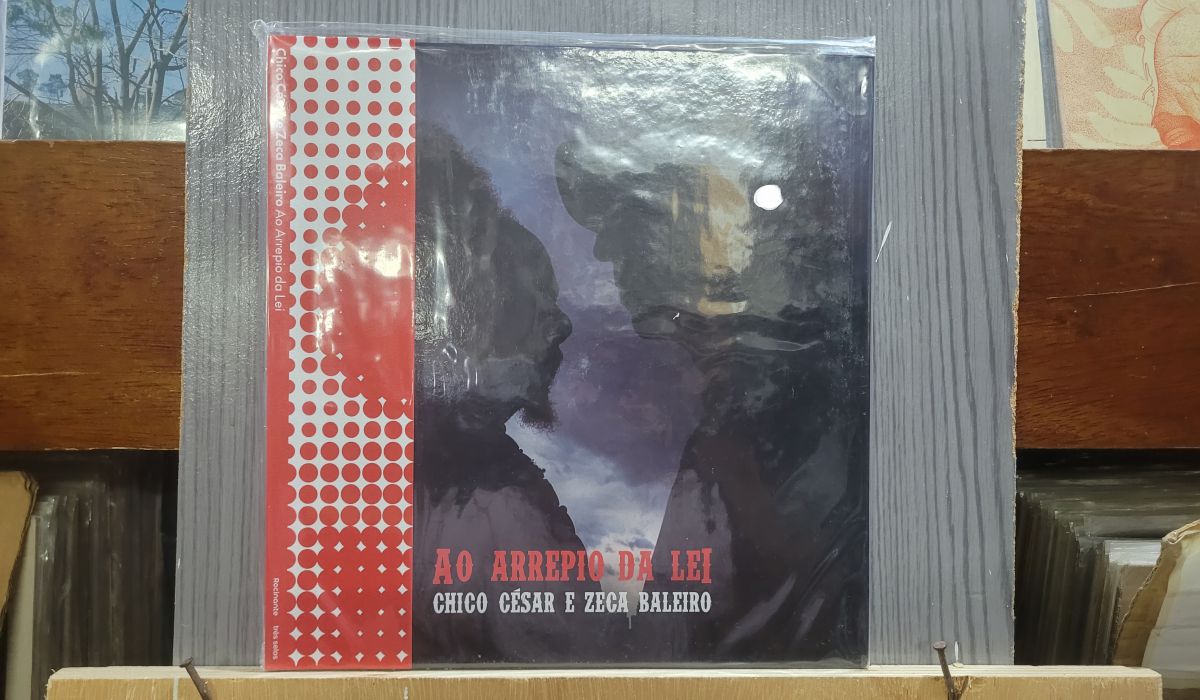 Chico César e Zeca Baleiro Ao Arrepio da Lei
Rocinante três selos
AO ARREPIO DA LEI
CHICO CÉSAR E ZECA BALEIRO